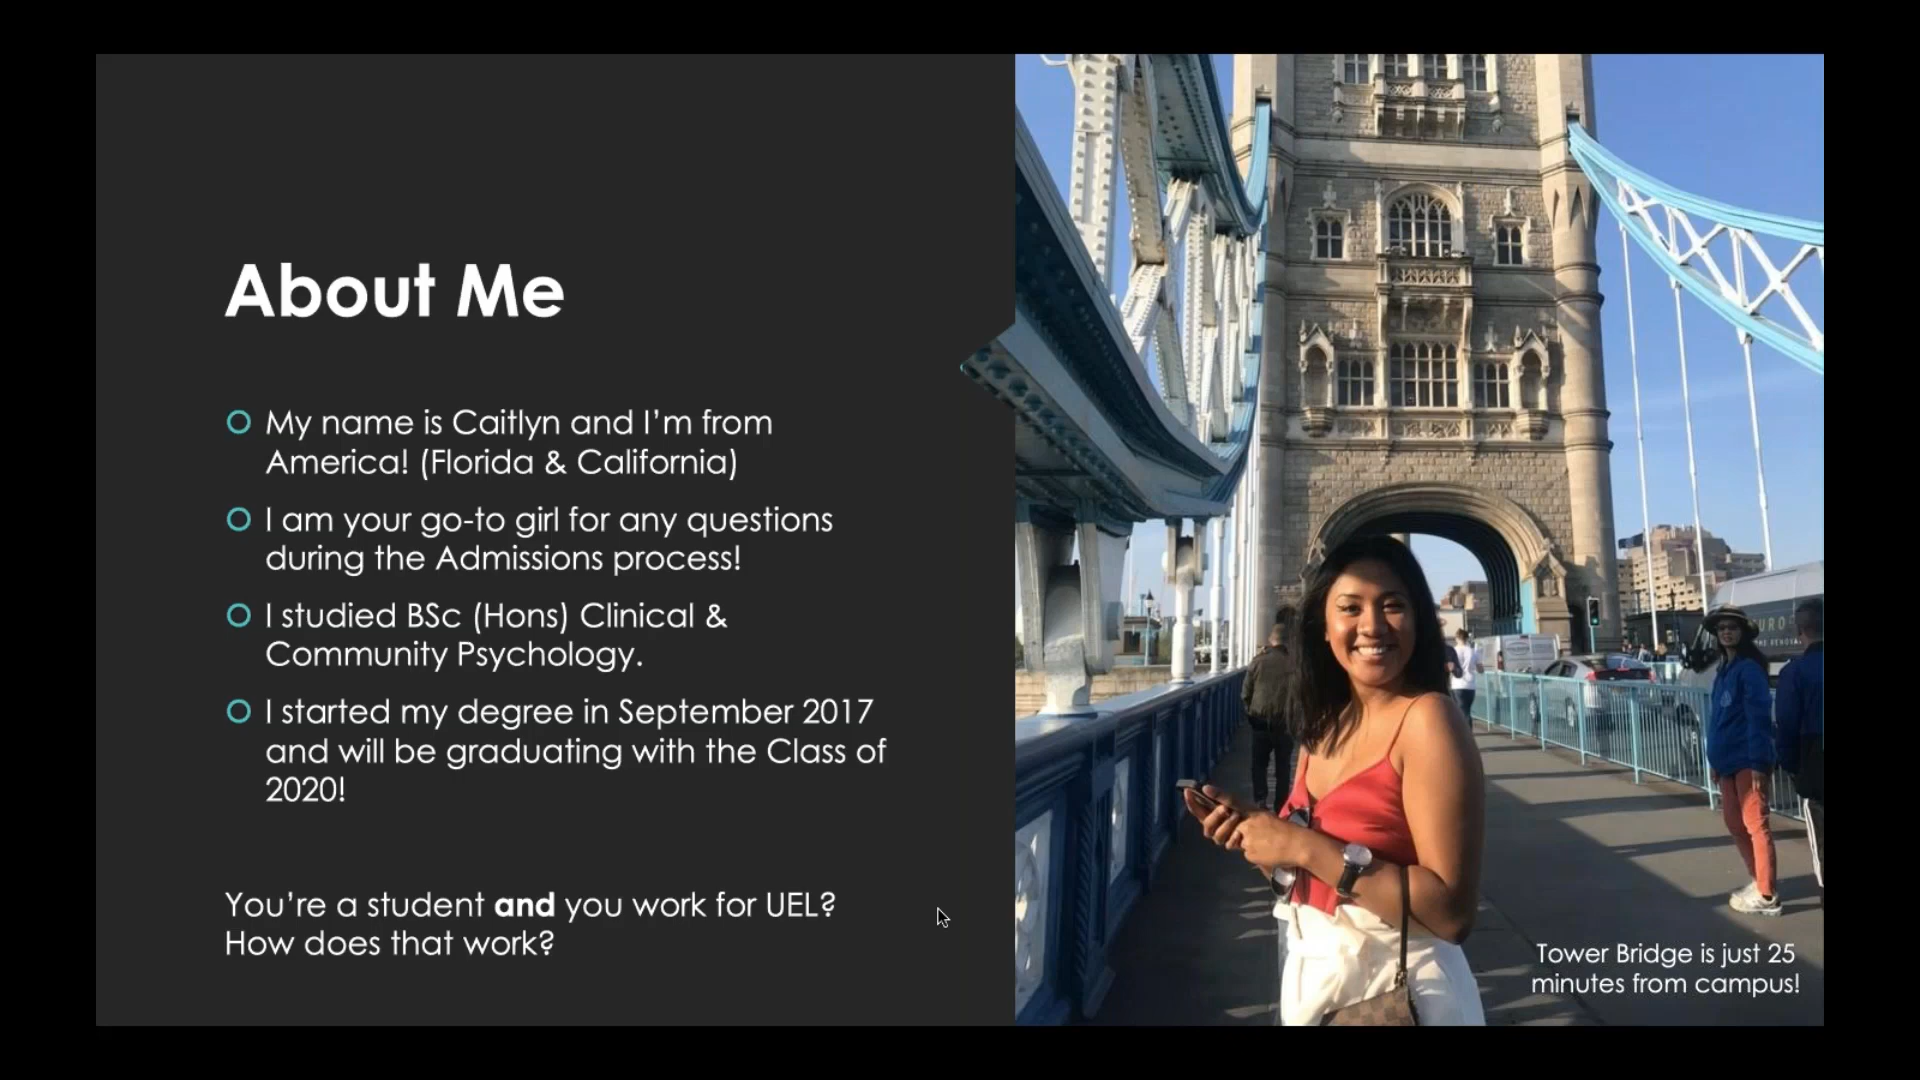 About Me
My name is Caitlyn and I'm from
America! (Florida & California)
I am your go-to girl for any questions
during the Admissions process!
I studied BSc (Hons) Clinical &
Community Psychology.
I started my degree in September 2017
and will be graduating with the Class of
2020!
You're a student and you work for UEL?
How does that work?
Tower Bridge is just 25
minutes from campus!